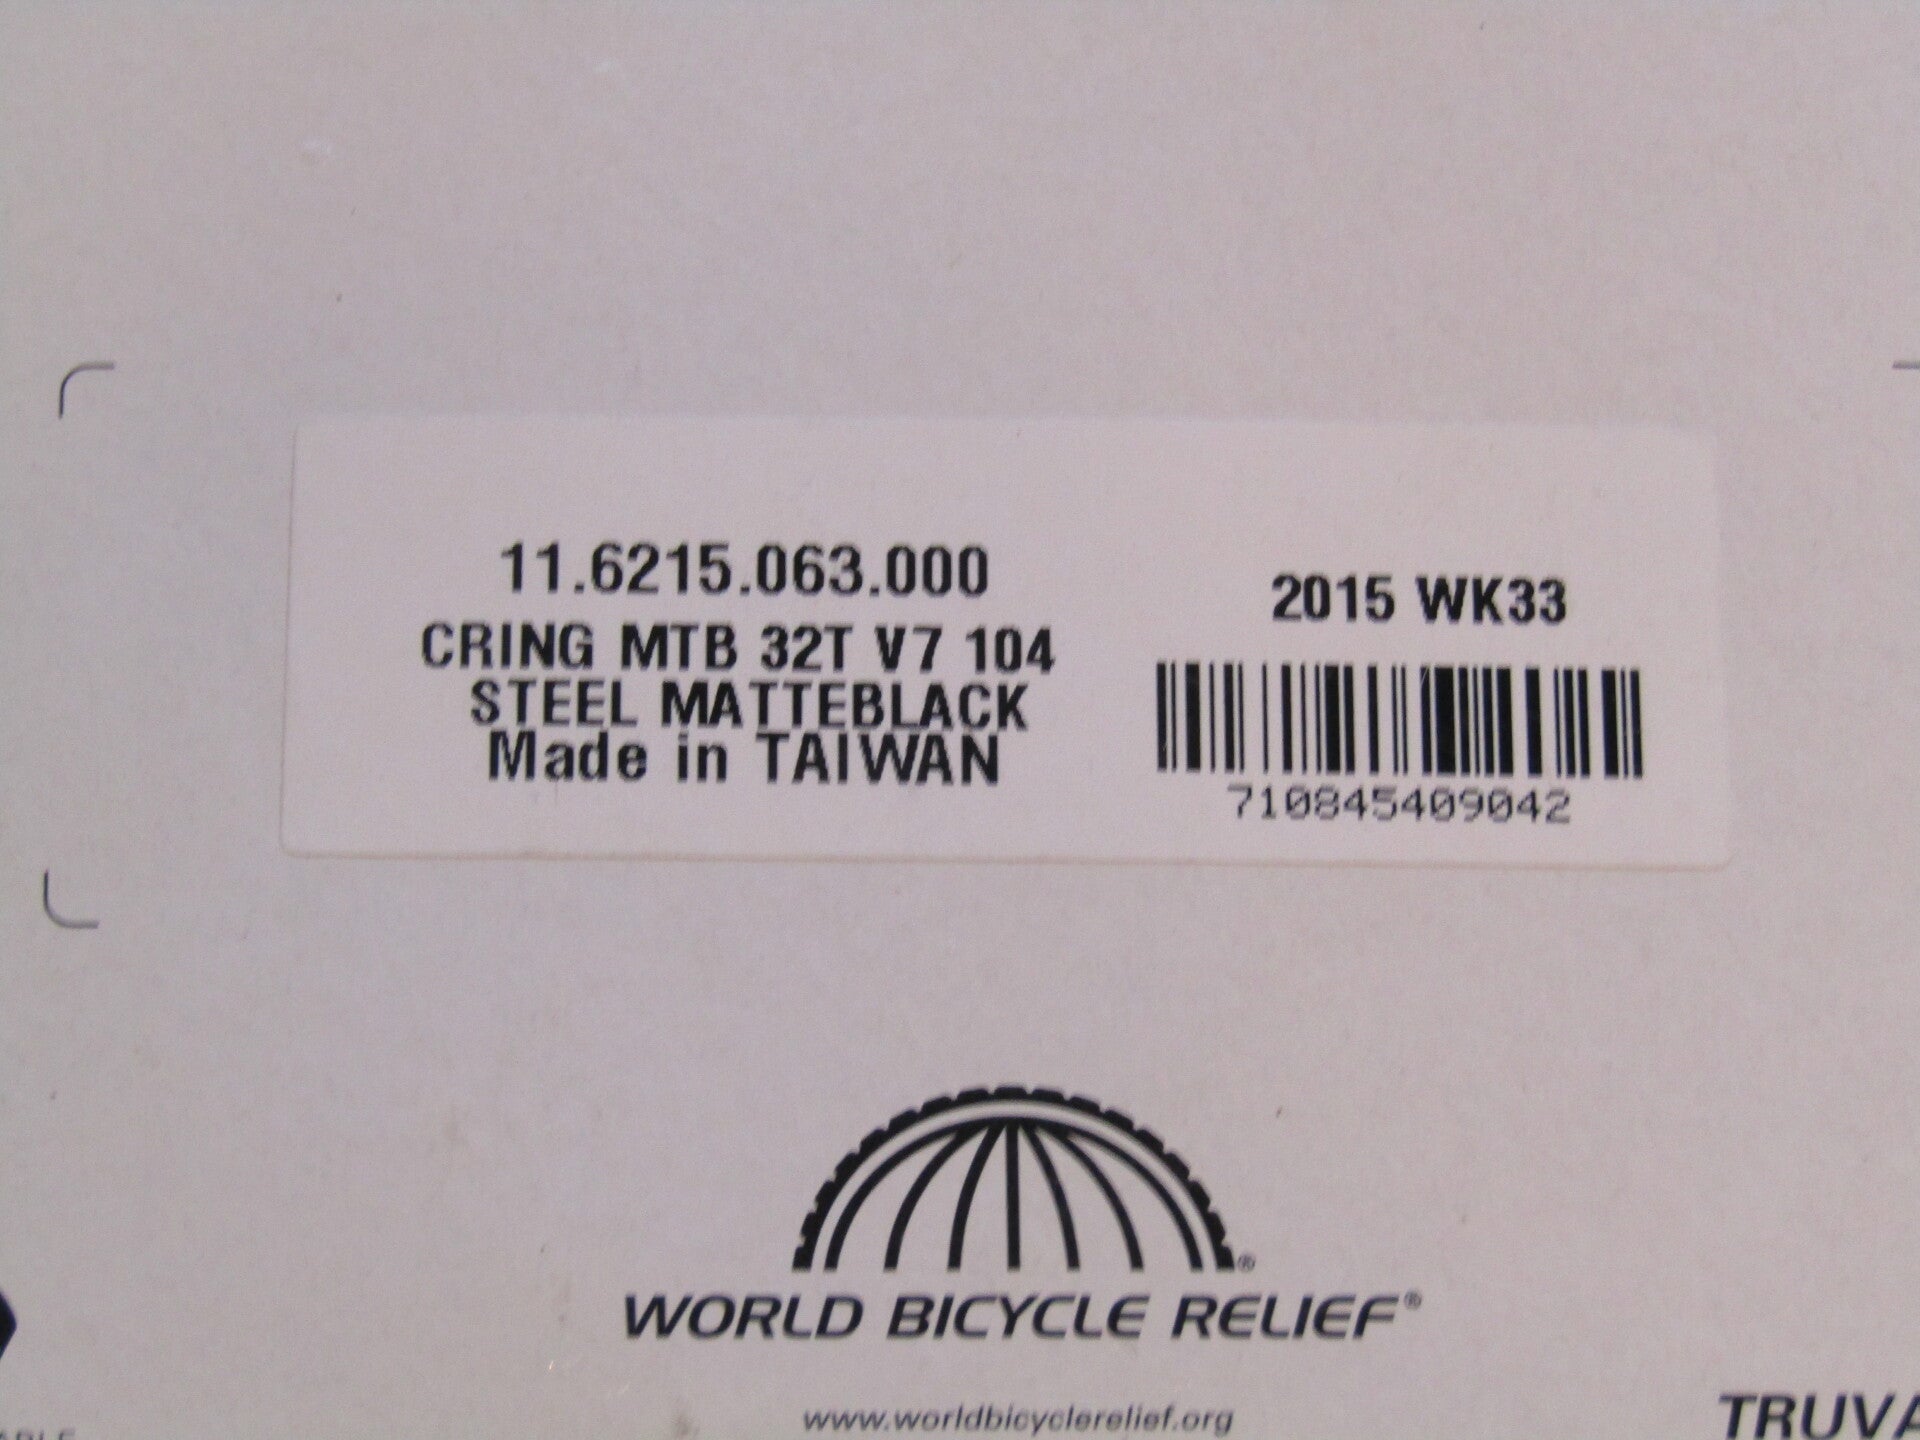 11.6215.063.000
CRING MTB 32T V7 104
STEEL MATTEBLACK
Made in TAIWAN
2015 WK33
710845409042
®
WORLD BICYCLE RELIEF®
www.worldbicyclerelief.org
TRUVA